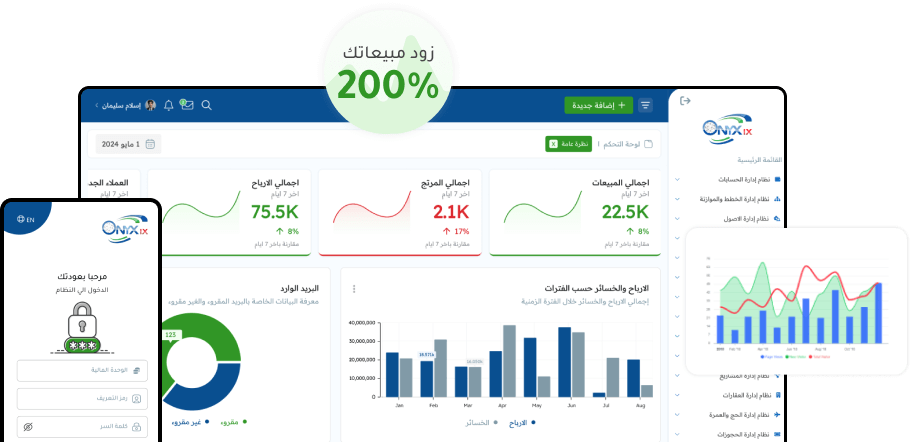 زود مبيعاتك
200%
إسلام سليمان
+ إضافة جديدة
ONYX IX
1 مايو 2024
نظرة عامة
لوحة التحكم
القائمة الرئيسية
نظام إدارة الحسابات
نظام إدارة الخطط والموازنة
نظام إدارة الاصول
نظام إدارة المشاريع
نظام إدارة العقارات
نظام إدارة الحج والعمرة
نظام إدارة الحجوزات
اجمالي المبيعات
اخر 7 ايام
22.5K
8%
مقارنة باخر 7 ايام
اجمالي المرتج
اخر 7 ايام
2.1K
17%
مقارنة باخر 7 ايام
اجمالي الارباح
اخر 7 ايام
75.5K
8%
مقارنة باخر 7 ايام
العملاء الجد
اخر 7 ايام
الارباح والخسائر حسب الفترات
إجمالي الارباح والخسائر خلال الفترة الزمنية
40,000,000
30,000,000
20,000,000
10,000,000
0
Jan Feb Mar Apr May Jun Jul Aug
الارباح
الخسائر
البريد الوارد
معرفة البيانات الخاصة بالبريد المقروء والغير مقروء
123
مقروء
غير مقروء
EN
ONYX IX
مرحبا بعودتك
الدخول الي النظام
الوحدة المالية
رمز التعريف
كلمة السر